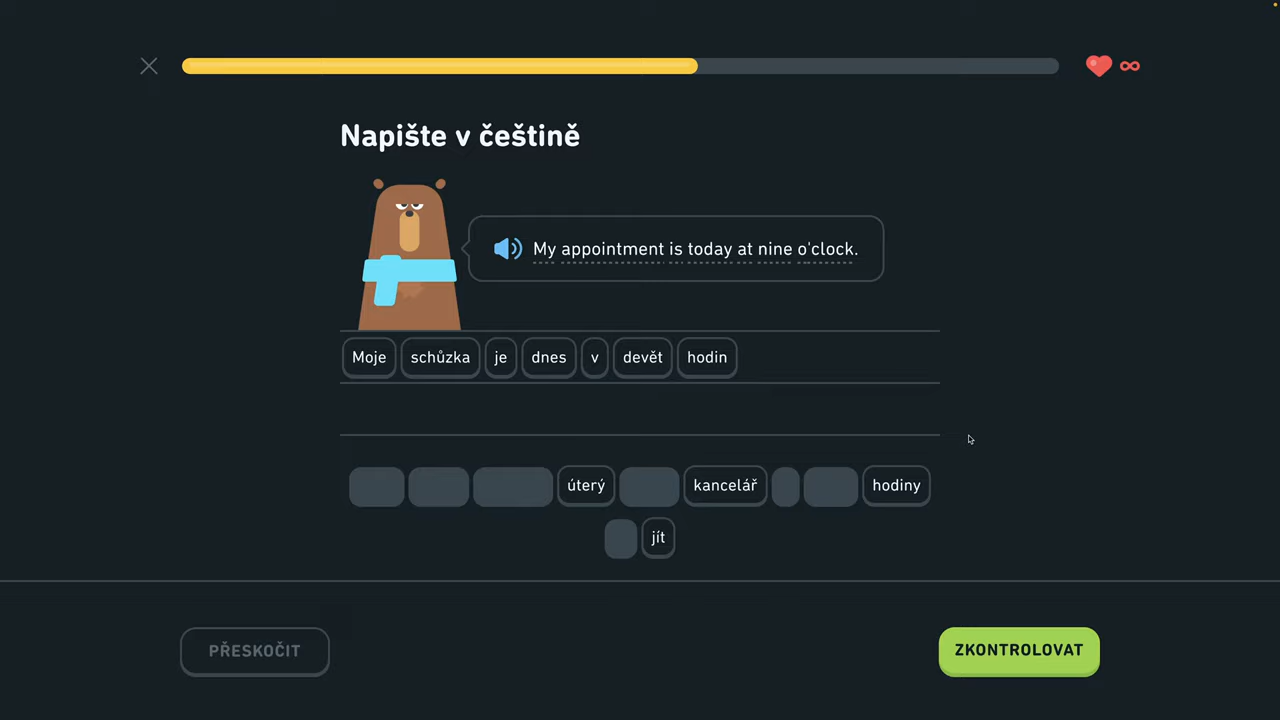 ∞
Napište v češtině
My appointment is today at nine o'clock.
Moje schůzka je dnes v devět hodin
úterý kancelář hodiny
jít
PŘESKOČIT ZKONTROLOVAT